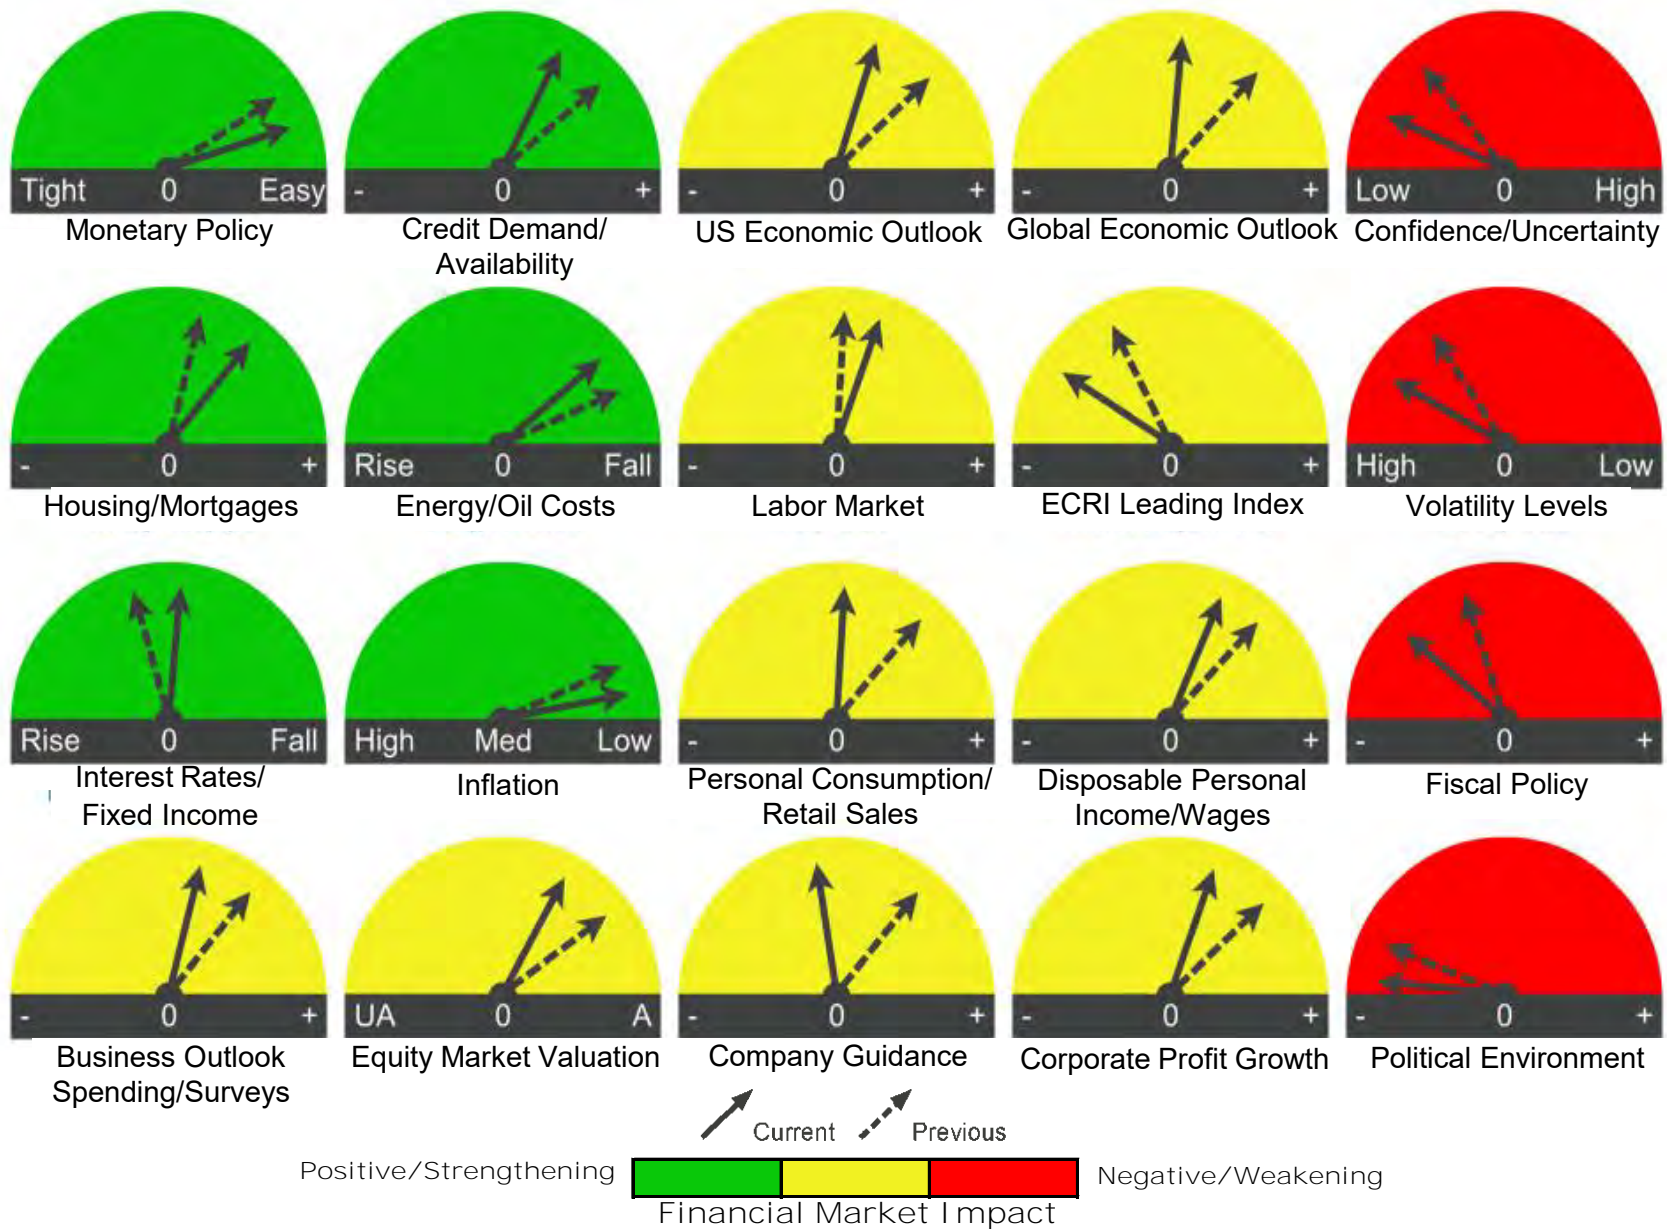 Tight 0 Easy
Monetary Policy
- 0 +
Credit Demand/
Availability
- 0 +
US Economic Outlook
- 0 +
Global Economic Outlook
Low 0 High
Confidence/Uncertainty
- 0 +
Housing/Mortgages
Rise 0 Fall
Energy/Oil Costs
- 0 +
Labor Market
- 0 +
ECRI Leading Index
High 0 Low
Volatility Levels
Rise 0 Fall
Interest Rates/
Fixed Income
High Med Low
Inflation
- 0 +
Personal Consumption/
Retail Sales
- 0 +
Disposable Personal
Income/Wages
- 0 +
Fiscal Policy
- 0 +
Business Outlook
Spending/Surveys
UA 0 A
Equity Market Valuation
- 0 +
Company Guidance
- 0 +
Corporate Profit Growth
- 0 +
Political Environment
Current Previous
Positive/Strengthening Negative/Weakening
Financial Market Impact